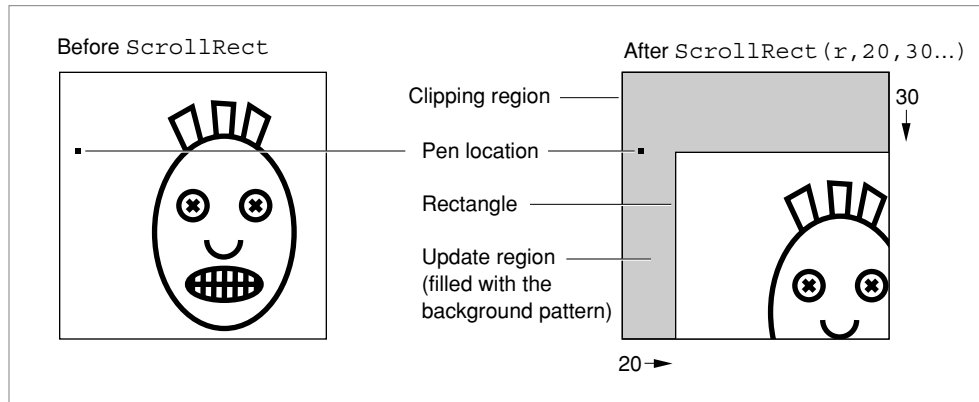 Before ScrollRect
After ScrollRect(r,20,30…)
Clipping region
30
Pen location
Rectangle
Update region
(filled with the
background pattern)
20